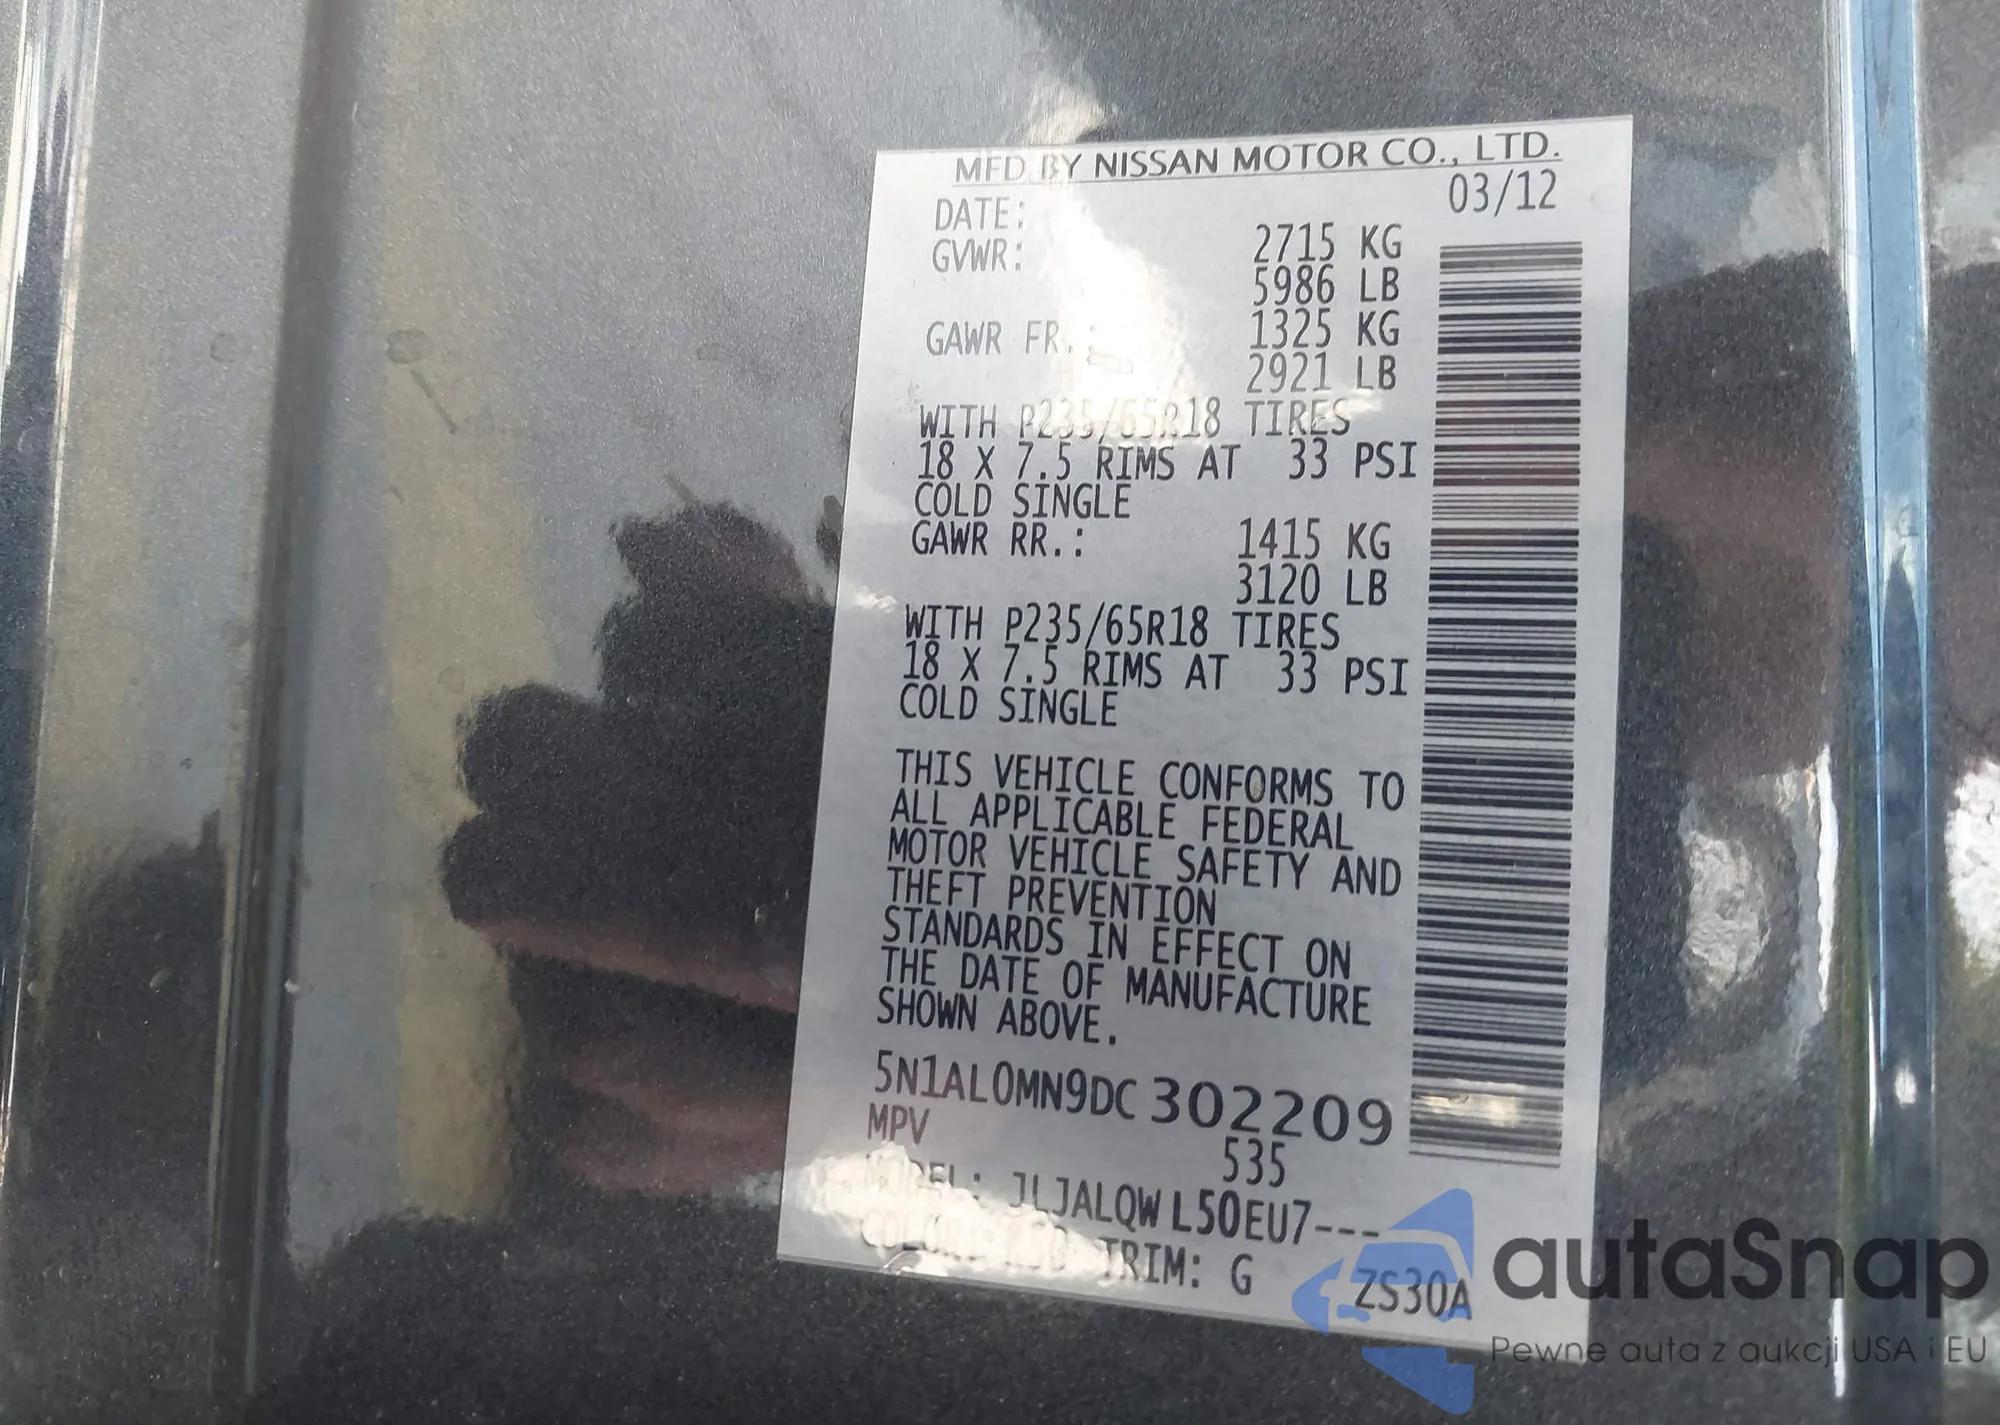 MFD BY NISSAN MOTOR CO., LTD.
DATE: 03/12
GVWR: 2715 KG
5986 LB
GAWR FR.: 1325 KG
2921 LB
WITH P235/65R18 TIRES
18 X 7.5 RIMS AT 33 PSI
COLD SINGLE
GAWR RR.: 1415 KG
3120 LB
WITH P235/65R18 TIRES
18 X 7.5 RIMS AT 33 PSI
COLD SINGLE
THIS VEHICLE CONFORMS TO
ALL APPLICABLE FEDERAL
MOTOR VEHICLE SAFETY AND
THEFT PREVENTION
STANDARDS IN EFFECT ON
THE DATE OF MANUFACTURE
SHOWN ABOVE.
5N1AL0MN9DC302209
MPV 535
MODEL: JLJALQWL50EU7---
TRIM: G ZS30A
autaSnap
Pewne auta z aukcji USA i EU